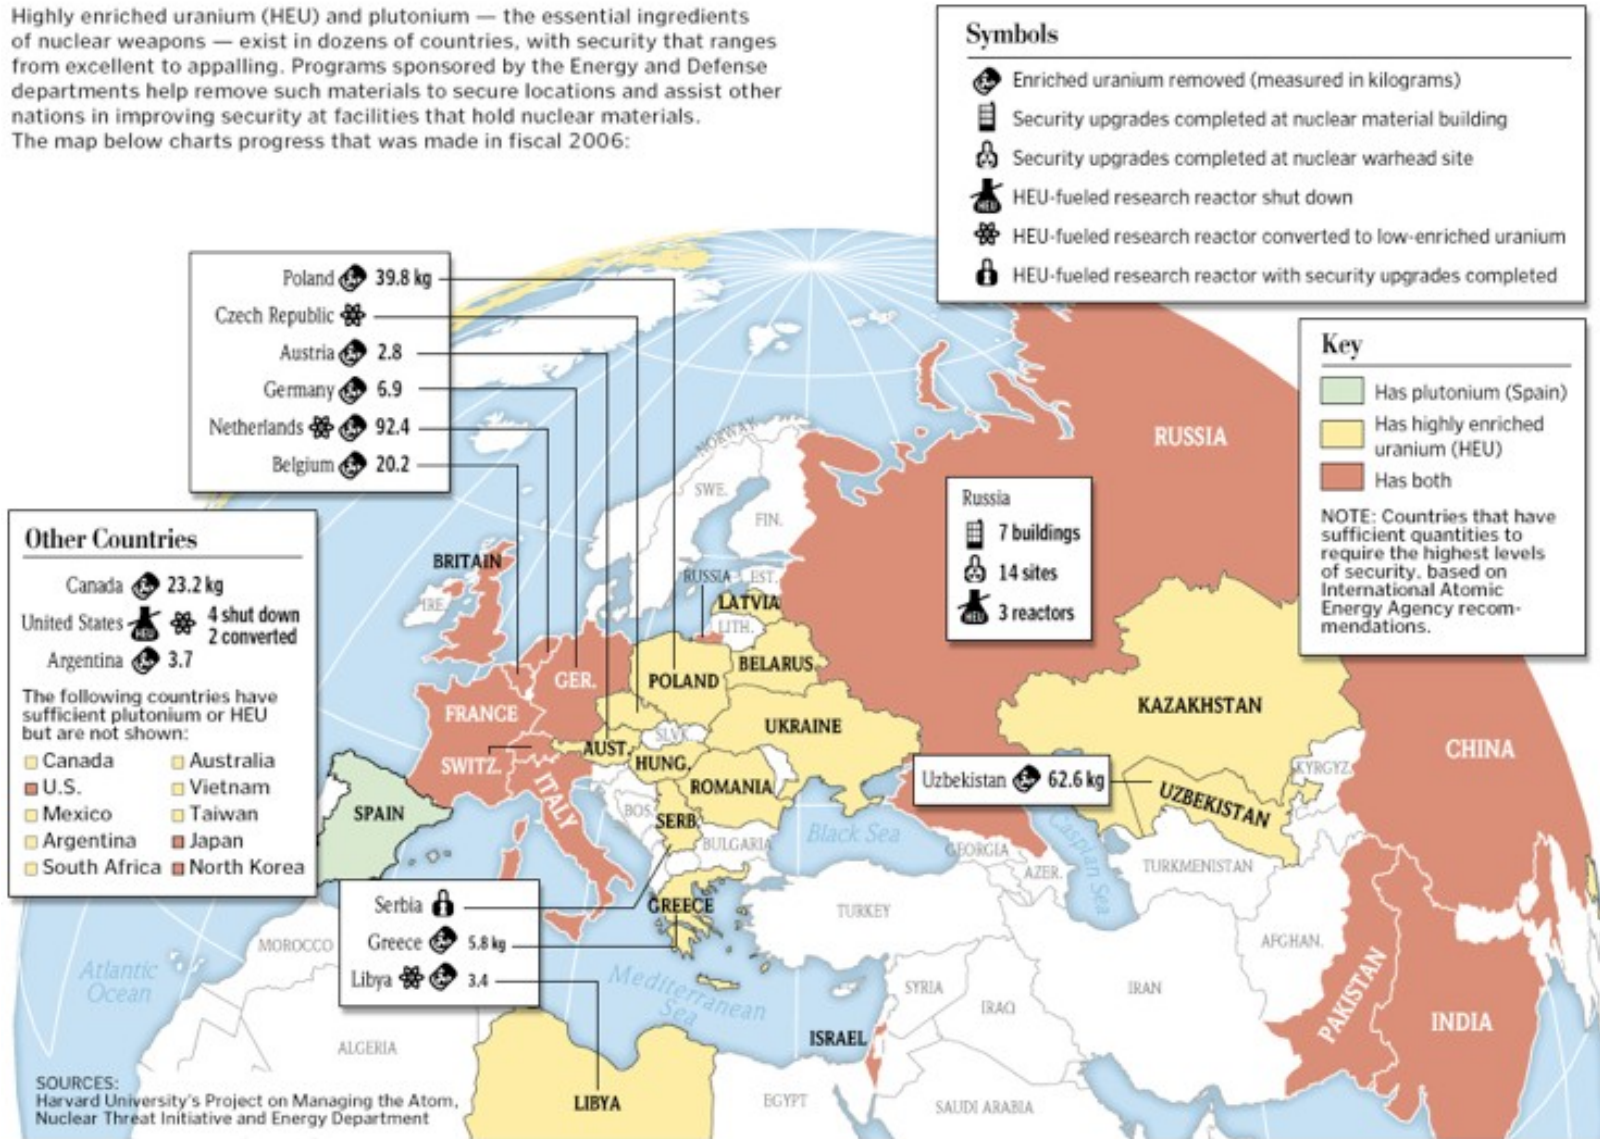 Highly enriched uranium (HEU) and plutonium — the essential ingredients
of nuclear weapons — exist in dozens of countries, with security that ranges
from excellent to appalling. Programs sponsored by the Energy and Defense
departments help remove such materials to secure locations and assist other
nations in improving security at facilities that hold nuclear materials.
The map below charts progress that was made in fiscal 2006:
Symbols
Enriched uranium removed (measured in kilograms)
Security upgrades completed at nuclear material building
Security upgrades completed at nuclear warhead site
HEU HEU-fueled research reactor shut down
HEU-fueled research reactor converted to low-enriched uranium
HEU-fueled research reactor with security upgrades completed
Key
Has plutonium (Spain)
Has highly enriched
uranium (HEU)
Has both
NOTE: Countries that have
sufficient quantities to
require the highest levels
of security, based on
International Atomic
Energy Agency recom-
mendations.
Poland 39.8 kg
Czech Republic
Austria 2.8
Germany 6.9
Netherlands 92.4
Belgium 20.2
Other Countries
Canada 23.2 kg
United States HEU 4 shut down
2 converted
Argentina 3.7
The following countries have
sufficient plutonium or HEU
but are not shown:
Canada Australia
U.S. Vietnam
Mexico Taiwan
Argentina Japan
South Africa North Korea
Russia
7 buildings
14 sites
HEU 3 reactors
Uzbekistan 62.6 kg
Serbia
Greece 5.8 kg
Libya 3.4
RUSSIA
NORWAY
SWE.
FIN.
BRITAIN
IRE.
RUSSIA
EST.
LATVIA
LITH.
BELARUS
GER.
POLAND
FRANCE
UKRAINE
KAZAKHSTAN
CHINA
SWITZ.
AUST.
SLVK.
HUNG.
ITALY
ROMANIA
KYRGYZ.
UZBEKISTAN
SPAIN
BOS.
SERB.
BULGARIA
Black Sea
GEORGIA
Caspian Sea
AZER.
TURKMENISTAN
GREECE
TURKEY
AFGHAN.
MOROCCO
Atlantic
Ocean
Mediterranean
Sea
SYRIA
IRAQ
IRAN
PAKISTAN
INDIA
ISRAEL
ALGERIA
LIBYA
EGYPT
SAUDI ARABIA
SOURCES:
Harvard University's Project on Managing the Atom,
Nuclear Threat Initiative and Energy Department